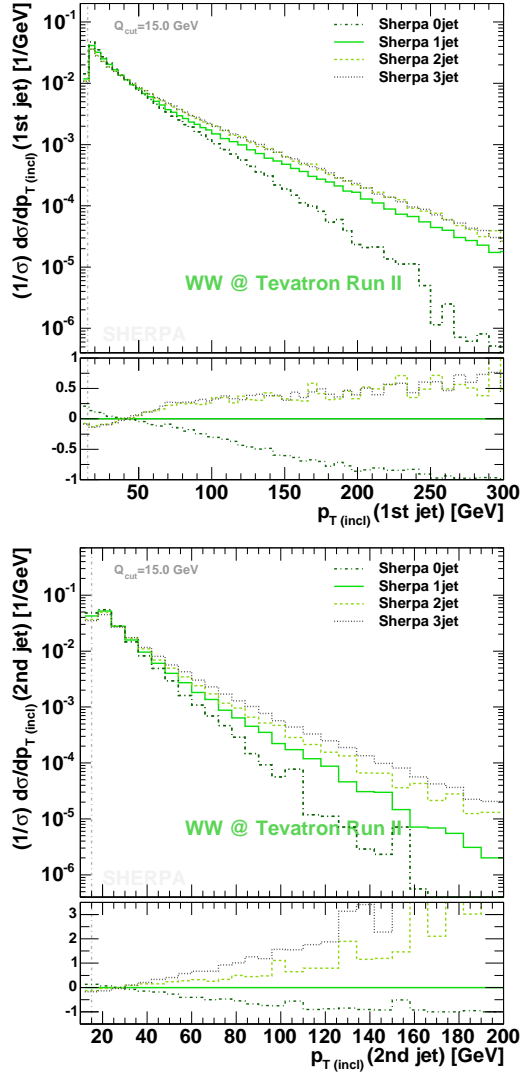 Q_cut=15.0 GeV
Sherpa 0jet
Sherpa 1jet
Sherpa 2jet
Sherpa 3jet
(1/σ) dσ/dp_T (incl) (1st jet) [1/GeV]
10^-1
10^-2
10^-3
10^-4
10^-5
10^-6
WW @ Tevatron Run II
SHERPA
1
0.5
0
-0.5
-1
50 100 150 200 250 300
p_T (incl) (1st jet) [GeV]
Q_cut=15.0 GeV
Sherpa 0jet
Sherpa 1jet
Sherpa 2jet
Sherpa 3jet
(1/σ) dσ/dp_T (incl) (2nd jet) [1/GeV]
10^-1
10^-2
10^-3
10^-4
10^-5
10^-6
WW @ Tevatron Run II
SHERPA
3
2
1
0
-1
20 40 60 80 100 120 140 160 180 200
p_T (incl) (2nd jet) [GeV]